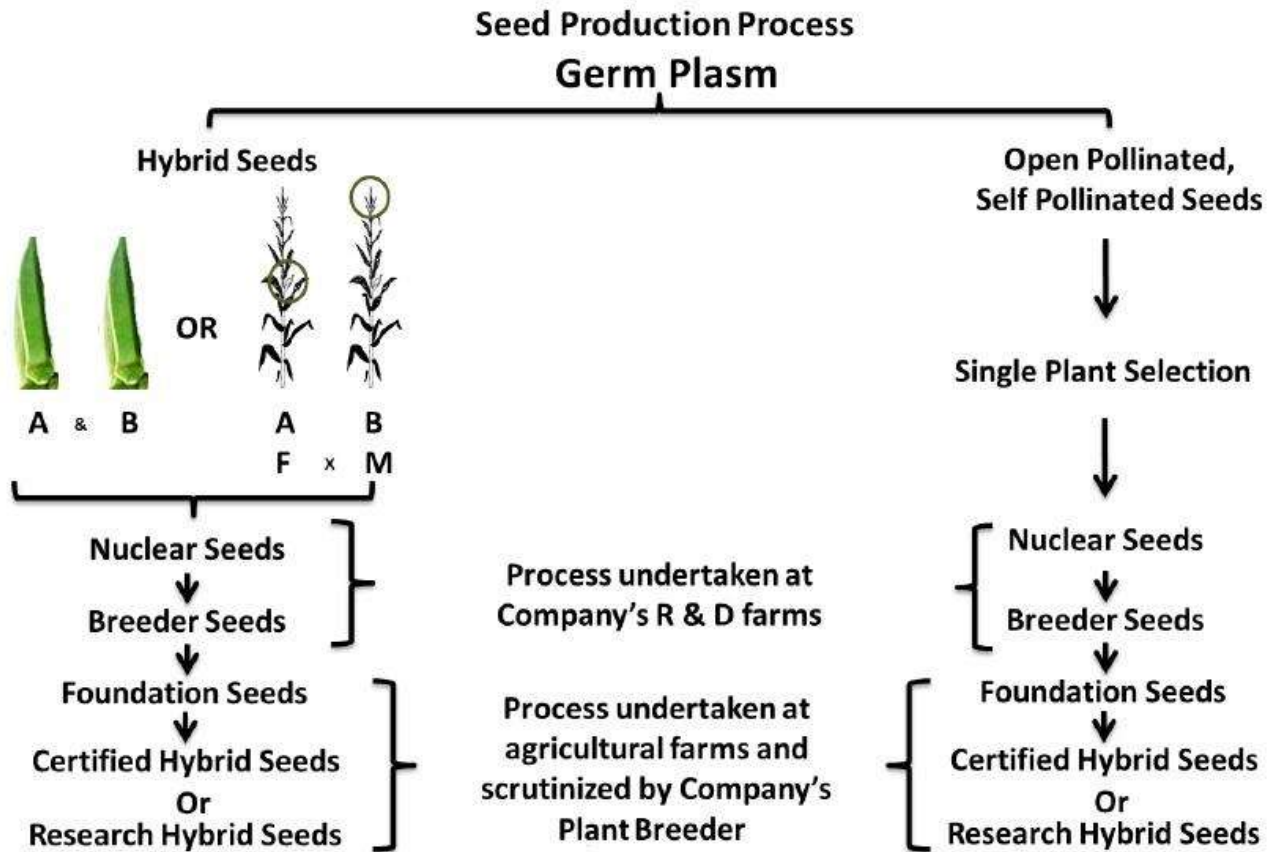 Seed Production Process
Germ Plasm
Hybrid Seeds
OR
A & B
A B
F x M
Nuclear Seeds
Breeder Seeds
Foundation Seeds
Certified Hybrid Seeds
Or
Research Hybrid Seeds
Process undertaken at
Company's R & D farms
Process undertaken at
agricultural farms and
scrutinized by Company's
Plant Breeder
Open Pollinated,
Self Pollinated Seeds
Single Plant Selection
Nuclear Seeds
Breeder Seeds
Foundation Seeds
Certified Hybrid Seeds
Or
Research Hybrid Seeds